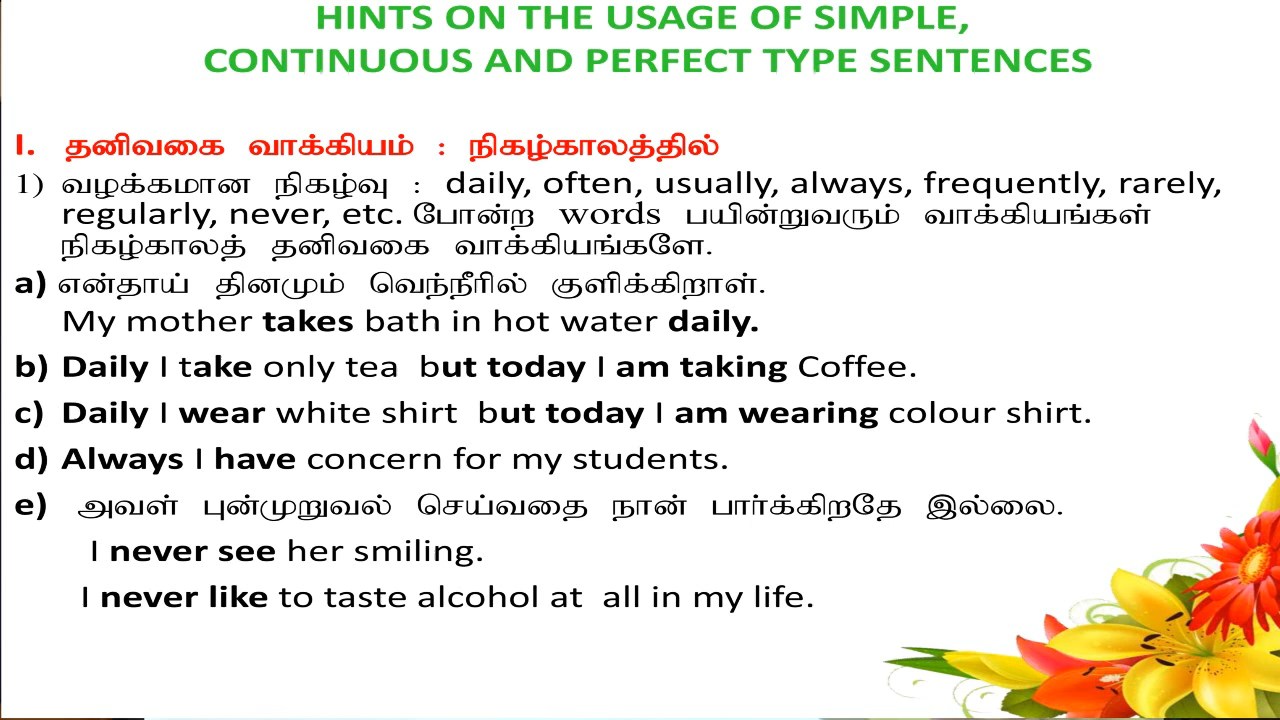 HINTS ON THE USAGE OF SIMPLE,
CONTINUOUS AND PERFECT TYPE SENTENCES
I. தனிவகை வாக்கியம் : நிகழ்காலத்தில்
1) வழக்கமான நிகழ்வு : daily, often, usually, always, frequently, rarely,
regularly, never, etc. போன்ற words பயின்றுவரும் வாக்கியங்கள்
நிகழ்காலத் தனிவகை வாக்கியங்களே.
a) என்தாய் தினமும் வெந்நீரில் குளிக்கிறாள்.
My mother takes bath in hot water daily.
b) Daily I take only tea but today I am taking Coffee.
c) Daily I wear white shirt but today I am wearing colour shirt.
d) Always I have concern for my students.
e) அவள் புன்முறுவல் செய்வதை நான் பார்க்கிறதே இல்லை.
I never see her smiling.
I never like to taste alcohol at all in my life.